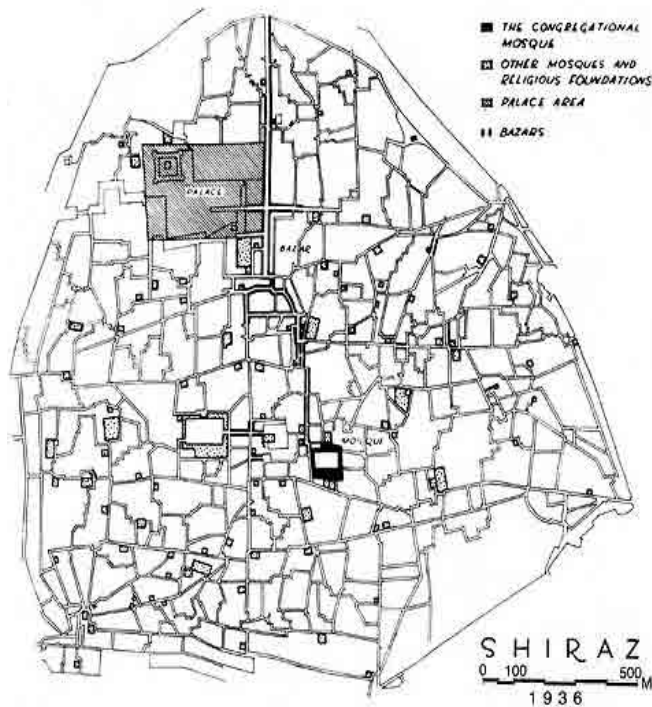 THE CONGREGATIONAL
MOSQUE
OTHER MOSQUES AND
RELIGIOUS FOUNDATIONS
PALACE AREA
BAZARS
PALACE
BAZAR
MOSQUE
SHIRAZ
0 100 500
M
1936